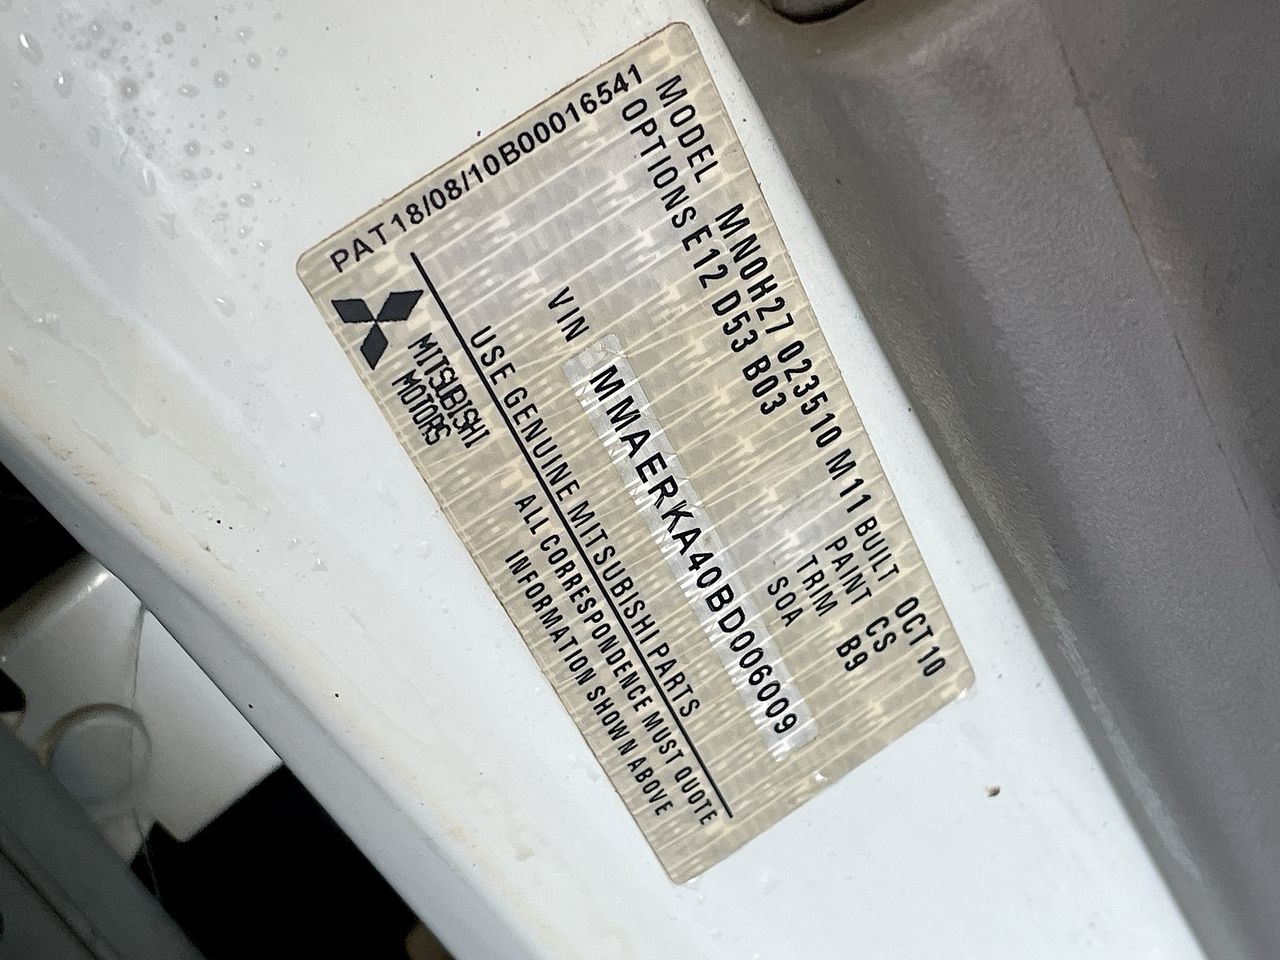 PAT18/08/10B00016541
MODEL MN0H27 023510 M11 BUILT OCT10
OPTIONS E12 D53 B03 PAINT CS
TRIM B9
SOA
VIN MMAERKA40BD006009
USE GENUINE MITSUBISHI PARTS
MITSUBISHI
MOTORS
ALL CORRESPONDENCE MUST QUOTE
INFORMATION SHOWN ABOVE